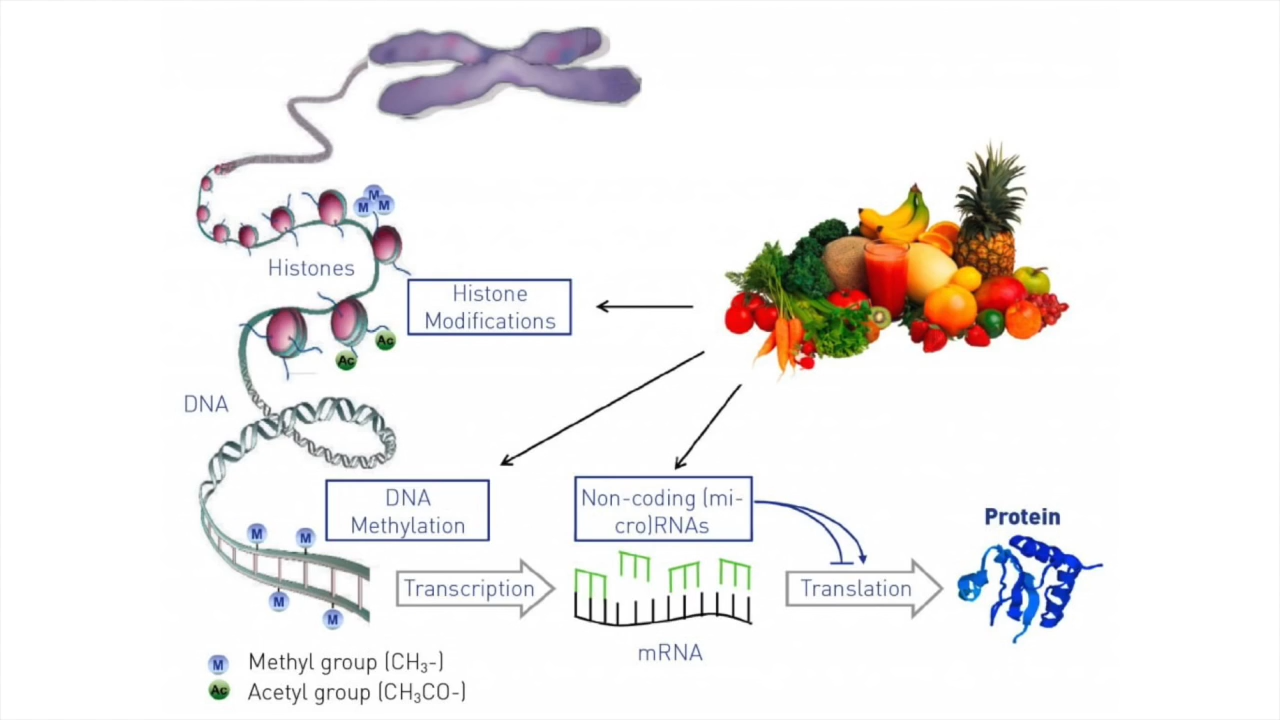 M
M
M
Histones
Histone
Modifications
Ac
Ac
DNA
DNA
Methylation
Non-coding (mi-
cro)RNAs
Protein
M
M
Transcription
Translation
M
M
mRNA
M Methyl group (CH₃-)
Ac Acetyl group (CH₃CO-)